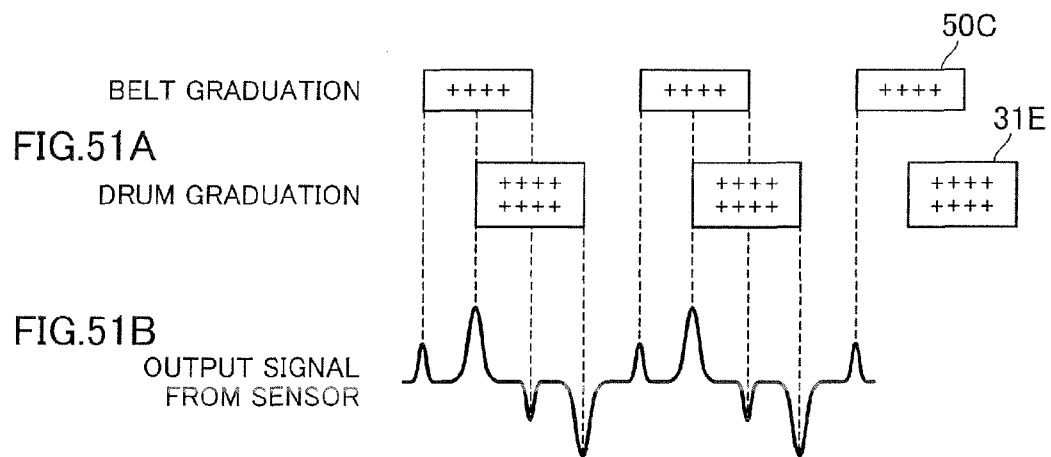 50C
BELT GRADUATION
++++ ++++ ++++
FIG.51A
31E
DRUM GRADUATION
++++ ++++ ++++
++++ ++++ ++++
FIG.51B
OUTPUT SIGNAL
FROM SENSOR